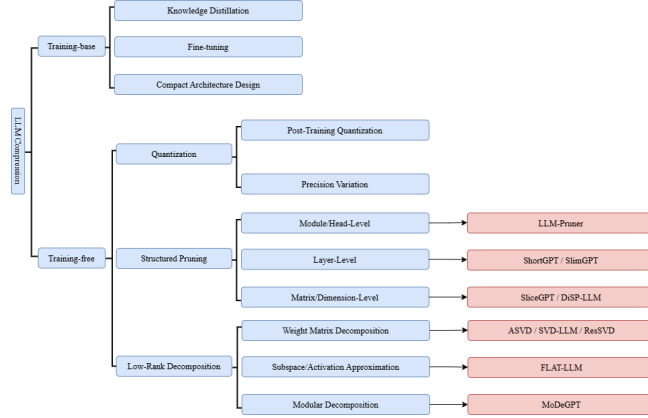 LLM Compression
Training-base
Knowledge Distillation
Fine-tuning
Compact Architecture Design
Training-free
Quantization
Post-Training Quantization
Precision Variation
Structured Pruning
Module/Head-Level
LLM-Pruner
Layer-Level
ShortGPT / SlimGPT
Matrix/Dimension-Level
SliceGPT / DiSP-LLM
Low-Rank Decomposition
Weight Matrix Decomposition
ASVD / SVD-LLM / ResSVD
Subspace/Activation Approximation
FLAT-LLM
Modular Decomposition
MoDeGPT